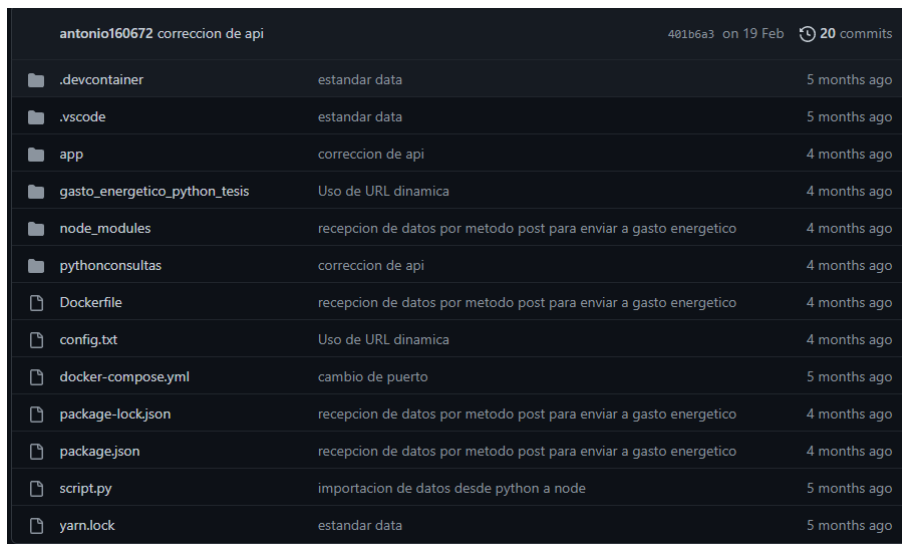 antonio160672 correccion de api 401b6a3 on 19 Feb 20 commits
.devcontainer estandar data 5 months ago
.vscode estandar data 5 months ago
app correccion de api 4 months ago
gasto_energetico_python_tesis Uso de URL dinamica 4 months ago
node_modules recepcion de datos por metodo post para enviar a gasto energetico 4 months ago
pythonconsultas correccion de api 4 months ago
Dockerfile recepcion de datos por metodo post para enviar a gasto energetico 4 months ago
config.txt Uso de URL dinamica 4 months ago
docker-compose.yml cambio de puerto 5 months ago
package-lock.json recepcion de datos por metodo post para enviar a gasto energetico 4 months ago
package.json recepcion de datos por metodo post para enviar a gasto energetico 4 months ago
script.py importacion de datos desde python a node 5 months ago
yarn.lock estandar data 5 months ago